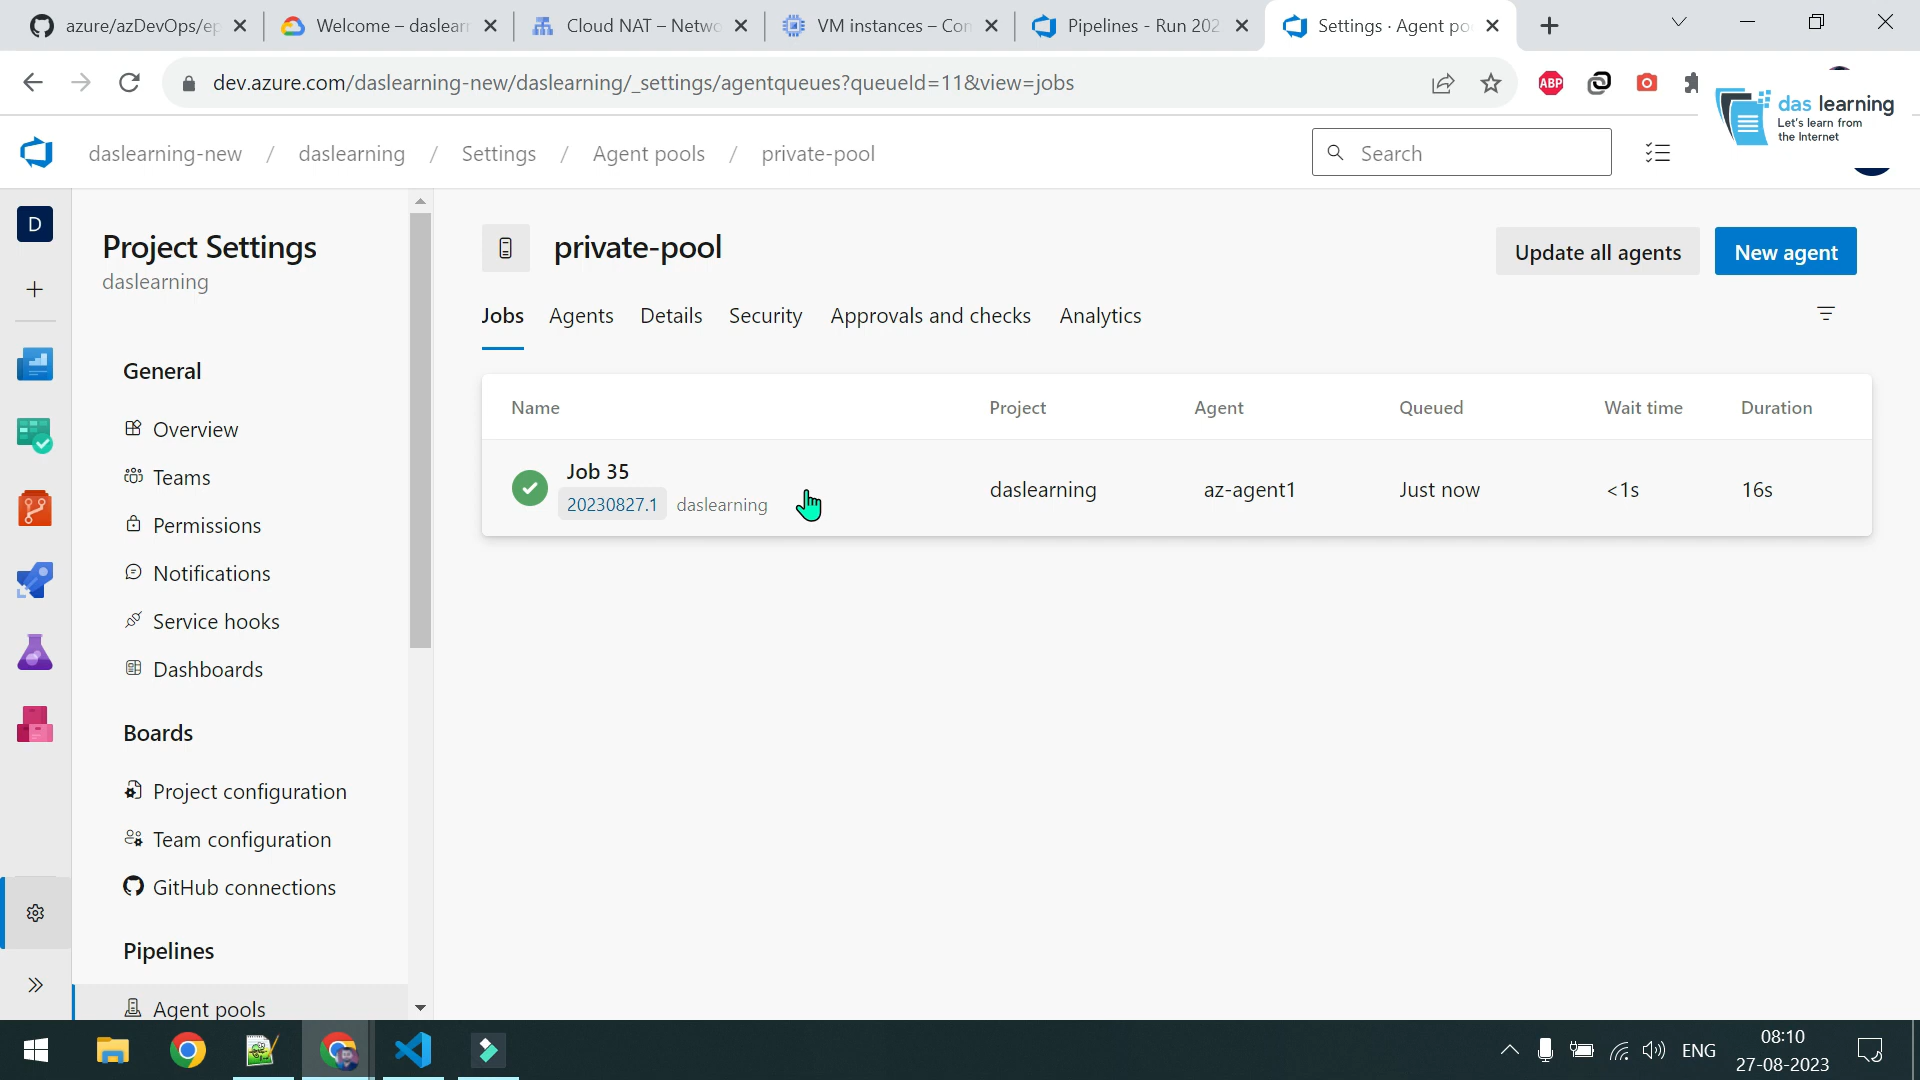 azure/azDevOps/ep
Welcome – daslearn
Cloud NAT – Netwo
VM instances – Con
Pipelines - Run 202
Settings · Agent po
dev.azure.com/daslearning-new/daslearning/_settings/agentqueues?queueId=11&view=jobs
ABP
das learning
Let's learn from
the Internet
daslearning-new / daslearning / Settings / Agent pools / private-pool
Search
D
Project Settings
daslearning
General
Overview
Teams
Permissions
Notifications
Service hooks
Dashboards
Boards
Project configuration
Team configuration
GitHub connections
Pipelines
Agent pools
private-pool
Update all agents
New agent
Jobs Agents Details Security Approvals and checks Analytics
Name Project Agent Queued Wait time Duration
Job 35
20230827.1 daslearning
daslearning az-agent1 Just now <1s 16s
ENG
08:10
27-08-2023